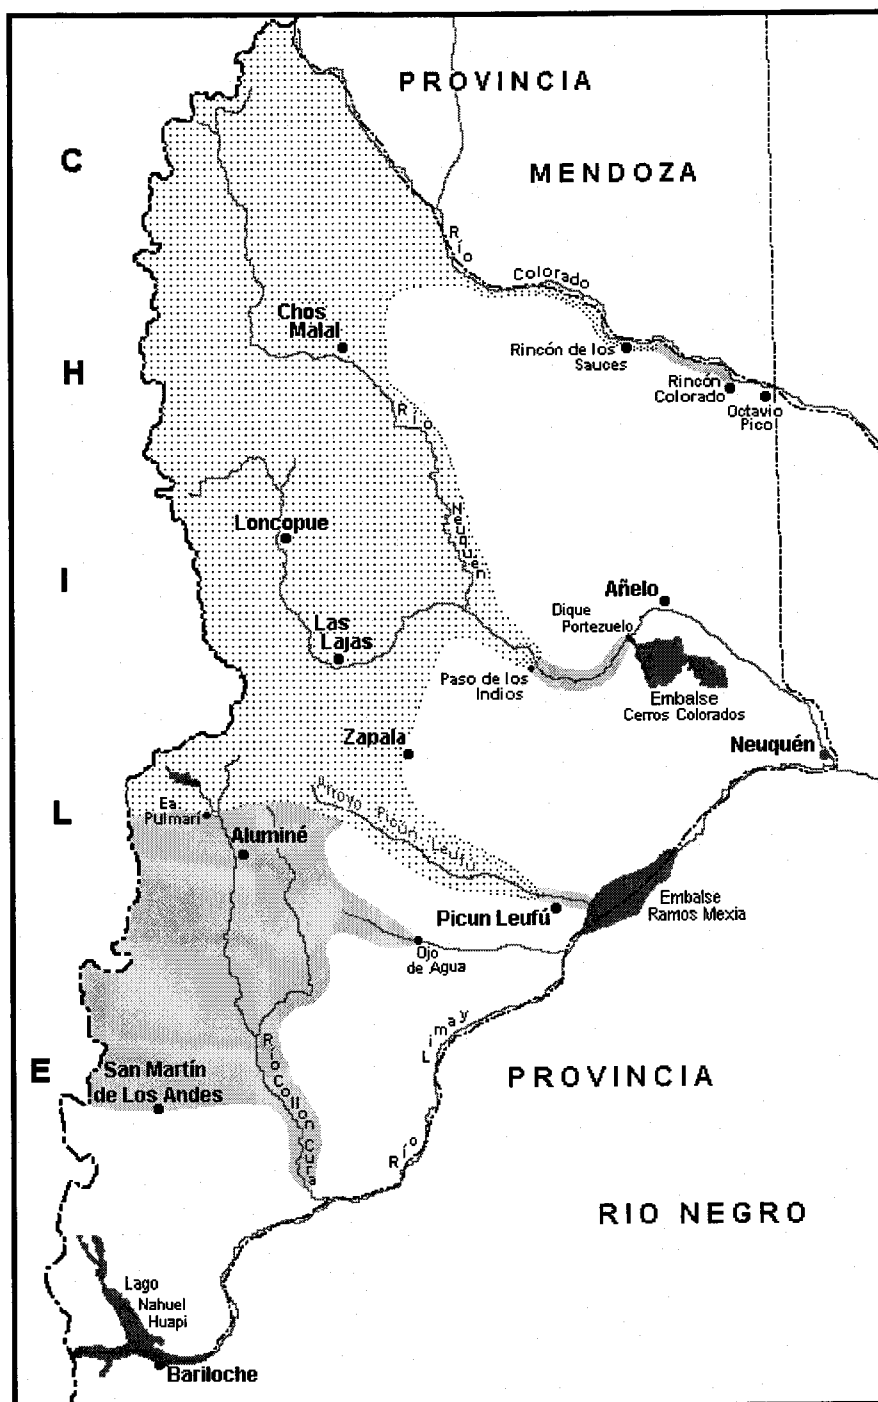 PROVINCIA
MENDOZA
C
H
I
L
E
Río
Colorado
Chos
Malal
Rincón de los
Sauces
Rincón
Colorado
Octavio
Pico
Río
Neuquén
Loncopue
Las
Lajas
Añelo
Dique
Portezuelo
Paso de los
Indios
Embalse
Cerros Colorados
Zapala
Neuquén
Ea.
Pulmarí
Arroyo Picún Leufú
Aluminé
Picun Leufú
Embalse
Ramos Mexia
Ojo
de Agua
Río Collon Cura
Río
Limay
San Martín
de Los Andes
PROVINCIA
RIO NEGRO
Lago
Nahuel
Huapi
Bariloche